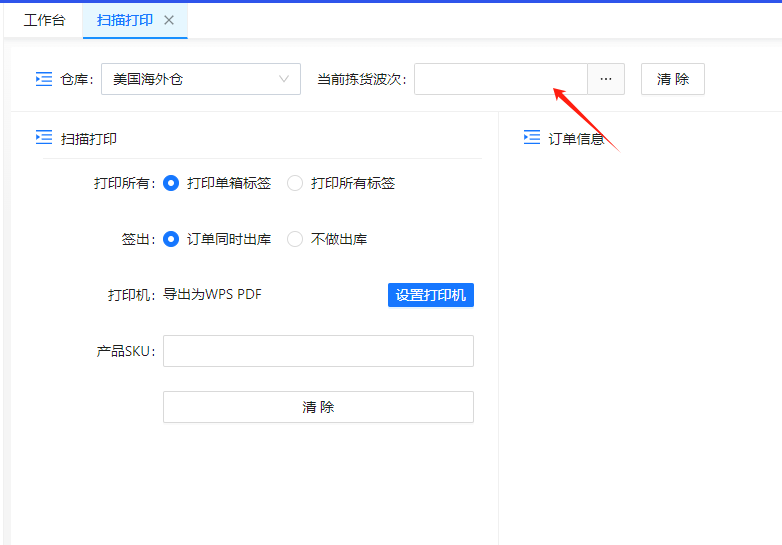 工作台 扫描打印
仓库： 美国海外仓 当前拣货波次： ··· 清 除
扫描打印 订单信息
打印所有： 打印单箱标签 打印所有标签
签出： 订单同时出库 不做出库
打印机： 导出为WPS PDF 设置打印机
产品SKU：
清 除